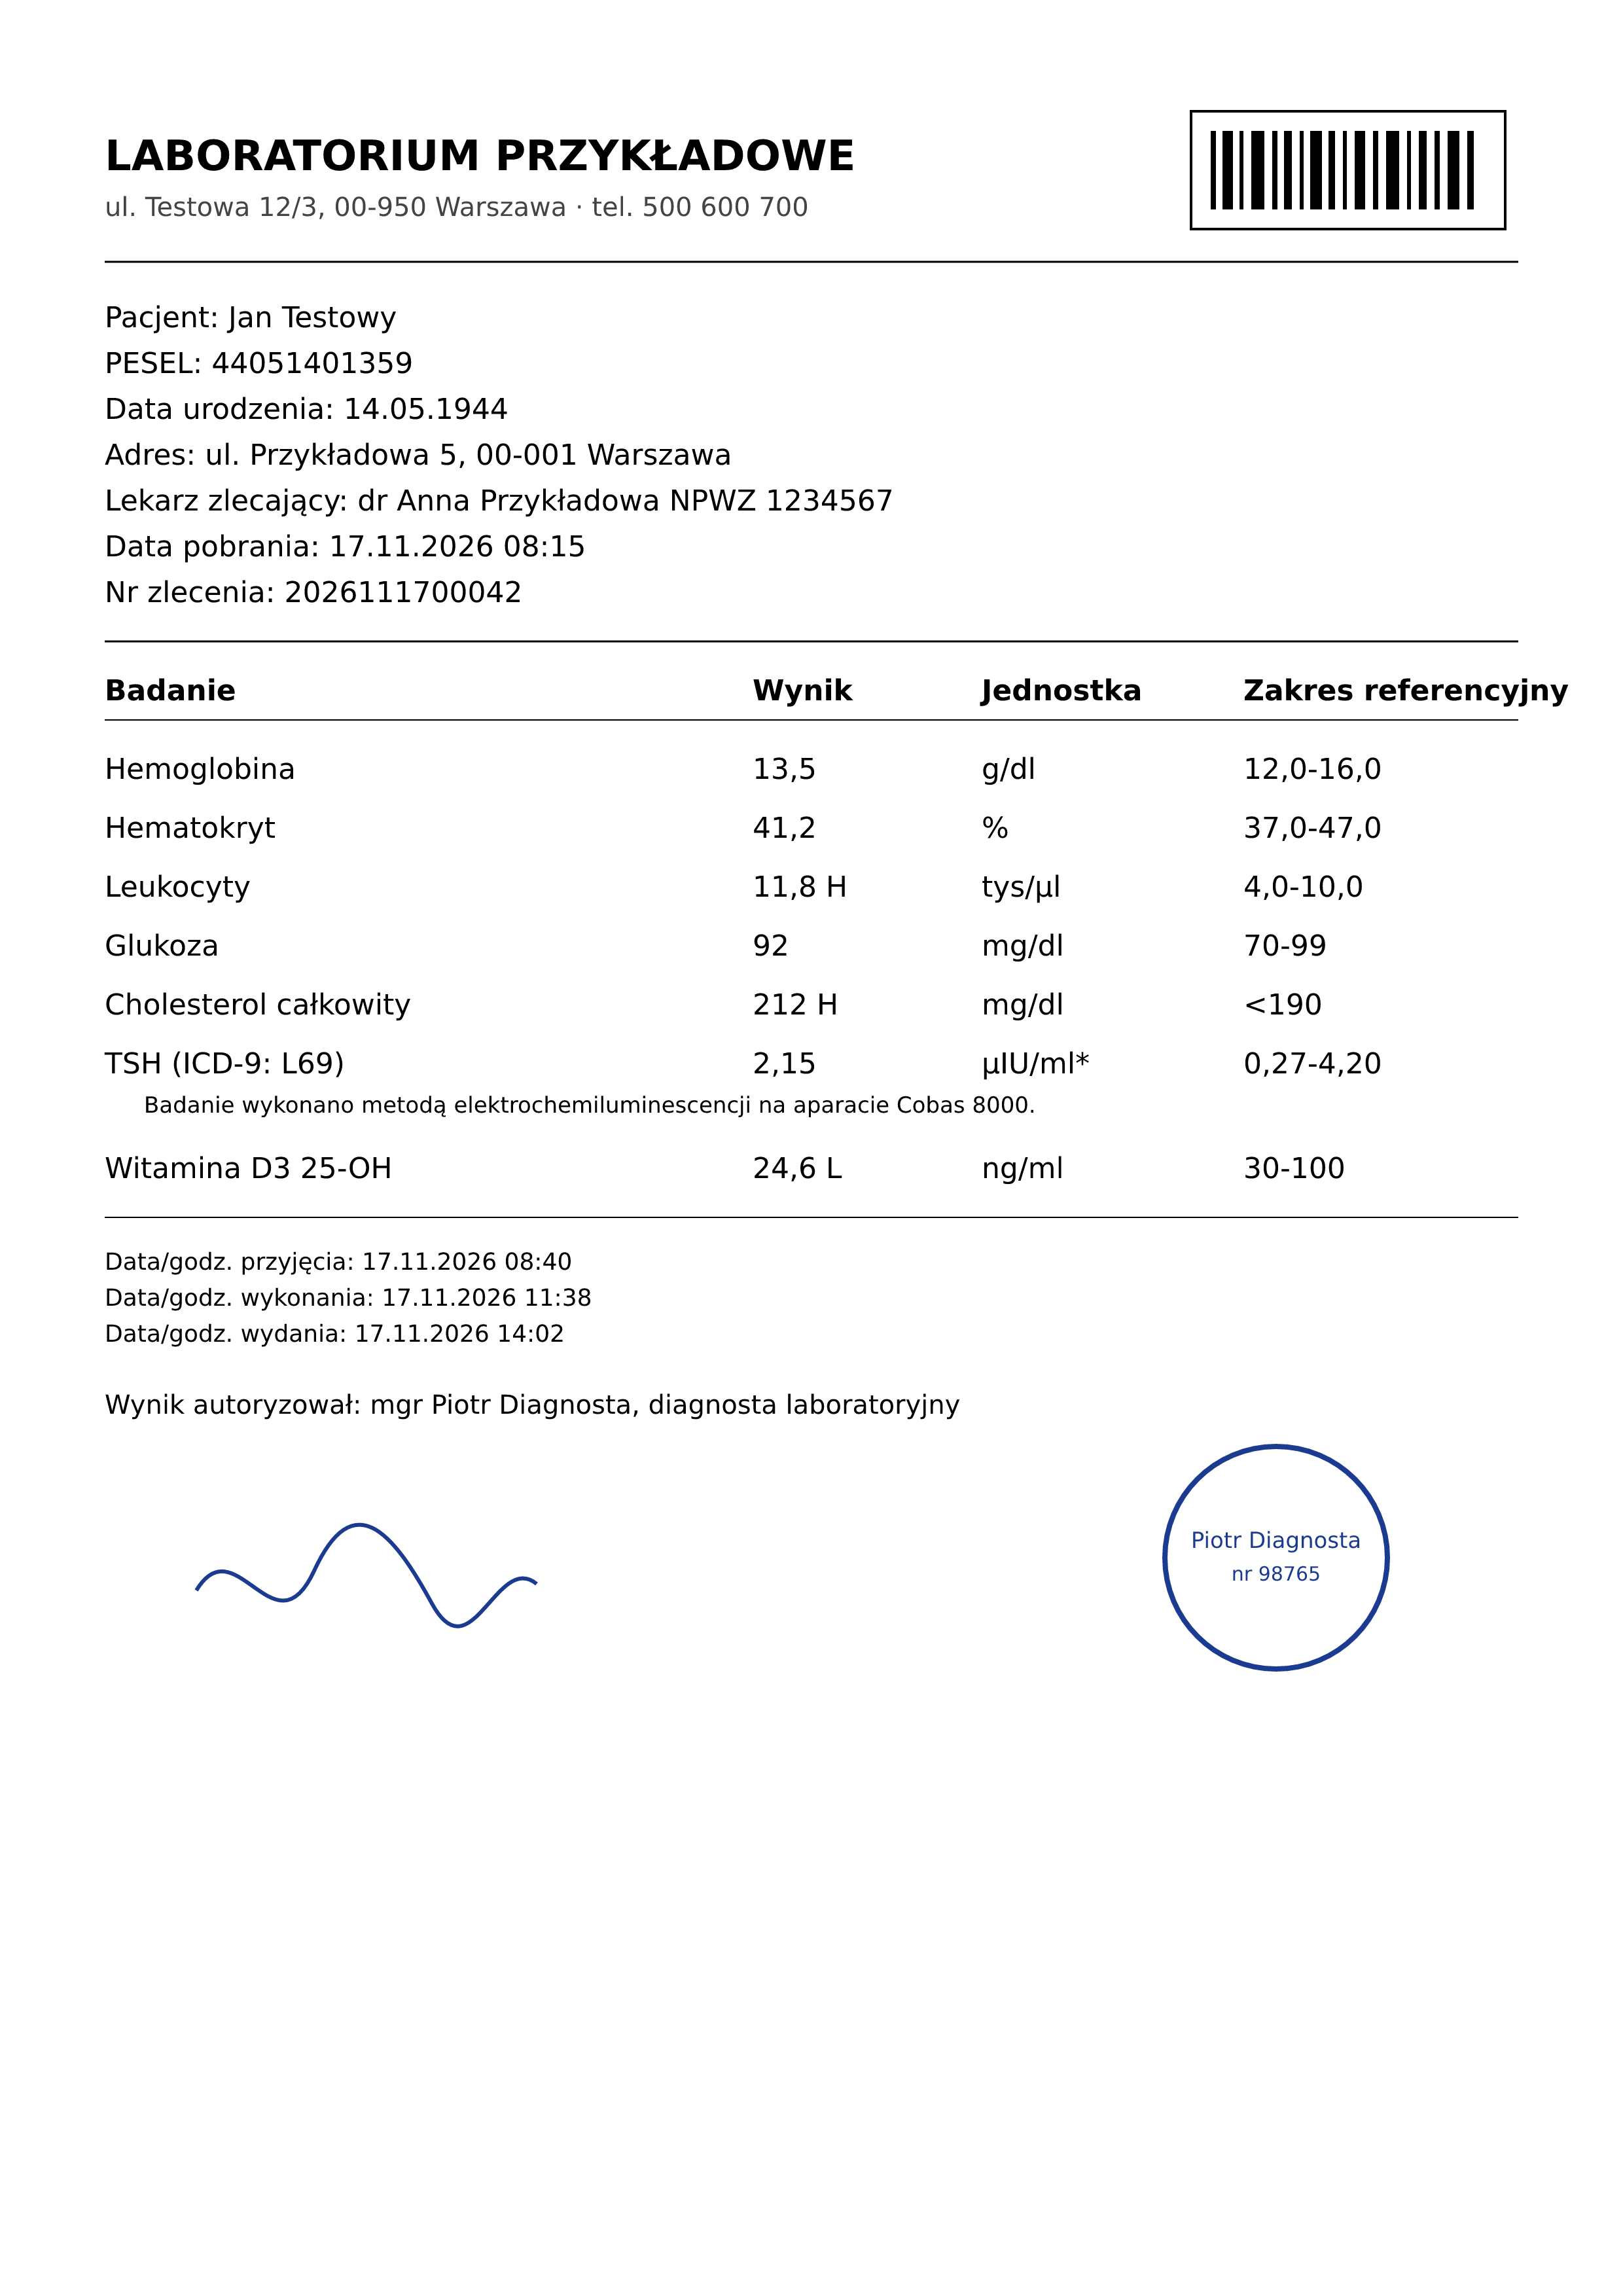 LABORATORIUM PRZYKŁADOWE
ul. Testowa 12/3, 00-950 Warszawa · tel. 500 600 700
Pacjent: Jan Testowy
PESEL: 44051401359
Data urodzenia: 14.05.1944
Adres: ul. Przykładowa 5, 00-001 Warszawa
Lekarz zlecający: dr Anna Przykładowa NPWZ 1234567
Data pobrania: 17.11.2026 08:15
Nr zlecenia: 2026111700042
Badanie Wynik Jednostka Zakres referencyjny
Hemoglobina 13,5 g/dl 12,0-16,0
Hematokryt 41,2 % 37,0-47,0
Leukocyty 11,8 H tys/µl 4,0-10,0
Glukoza 92 mg/dl 70-99
Cholesterol całkowity 212 H mg/dl <190
TSH (ICD-9: L69) 2,15 µIU/ml* 0,27-4,20
Badanie wykonano metodą elektrochemiluminescencji na aparacie Cobas 8000.
Witamina D3 25-OH 24,6 L ng/ml 30-100
Data/godz. przyjęcia: 17.11.2026 08:40
Data/godz. wykonania: 17.11.2026 11:38
Data/godz. wydania: 17.11.2026 14:02
Wynik autoryzował: mgr Piotr Diagnosta, diagnosta laboratoryjny
Piotr Diagnosta
nr 98765